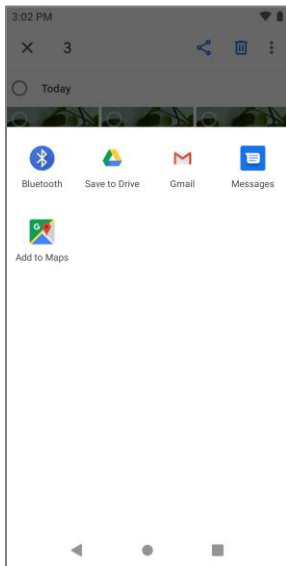 3:02 PM
3
Today
Bluetooth
Save to Drive
Gmail
Messages
Add to Maps